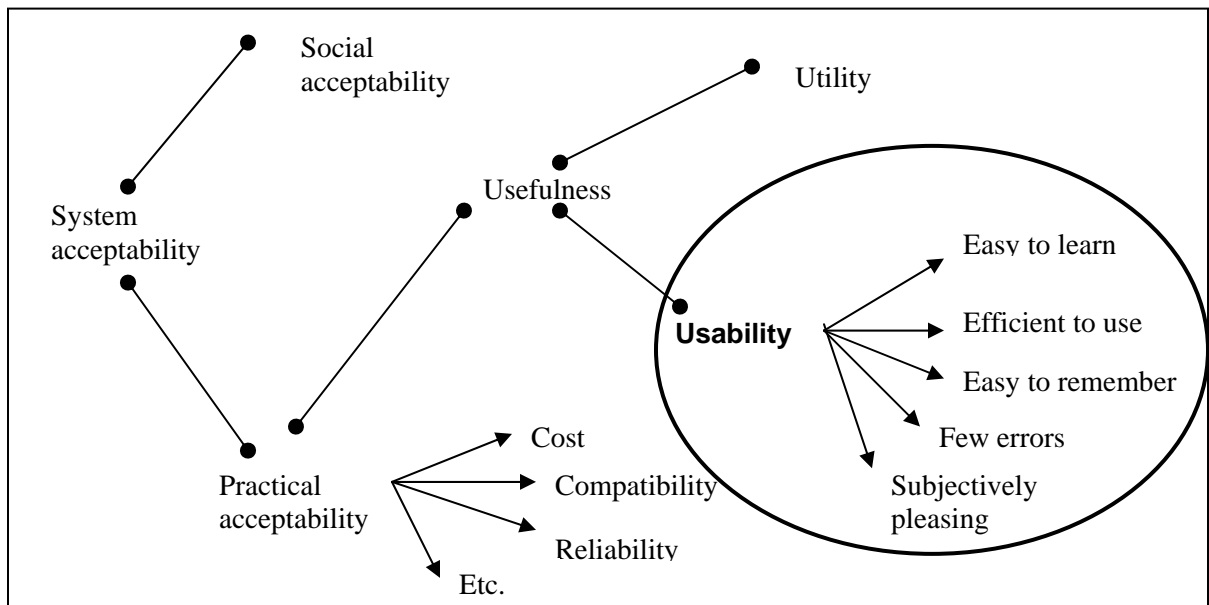 Social
acceptability
Utility
Usefulness
System
acceptability
Easy to learn
Usability
Efficient to use
Easy to remember
Few errors
Cost
Practical
acceptability
Compatibility
Subjectively
pleasing
Reliability
Etc.